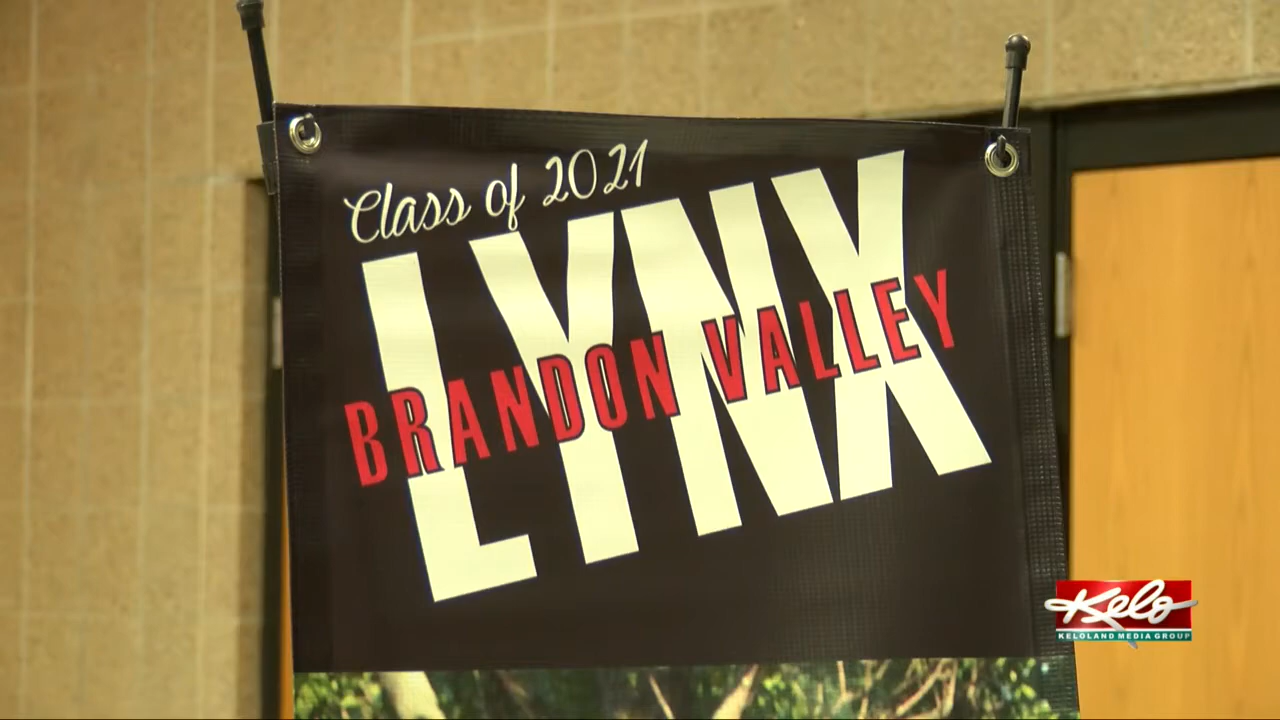 Class of 2021
LYNX
BRANDON VALLEY
Kelo
KELOLAND MEDIA GROUP